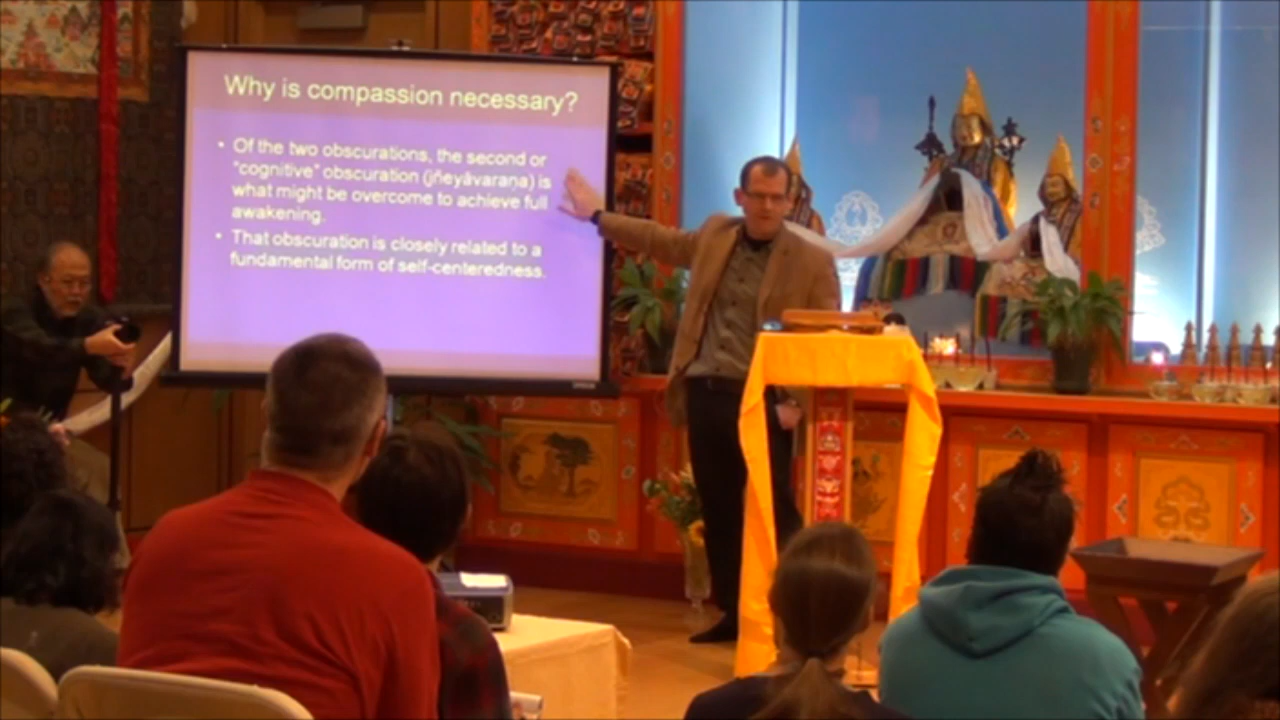 Why is compassion necessary?
• Of the two obscurations, the second or
"cognitive" obscuration (jñeyāvaraṇa) is
what might be overcome to achieve full
awakening.
• That obscuration is closely related to a
fundamental form of self-centeredness.